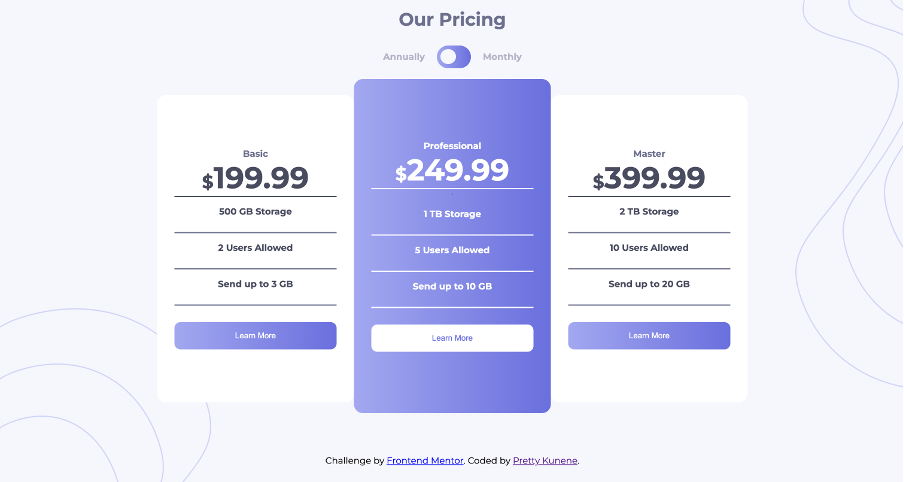 Our Pricing
Annually Monthly
Basic
$199.99
500 GB Storage
2 Users Allowed
Send up to 3 GB
Learn More
Professional
$249.99
1 TB Storage
5 Users Allowed
Send up to 10 GB
Learn More
Master
$399.99
2 TB Storage
10 Users Allowed
Send up to 20 GB
Learn More
Challenge by Frontend Mentor. Coded by Pretty Kunene.